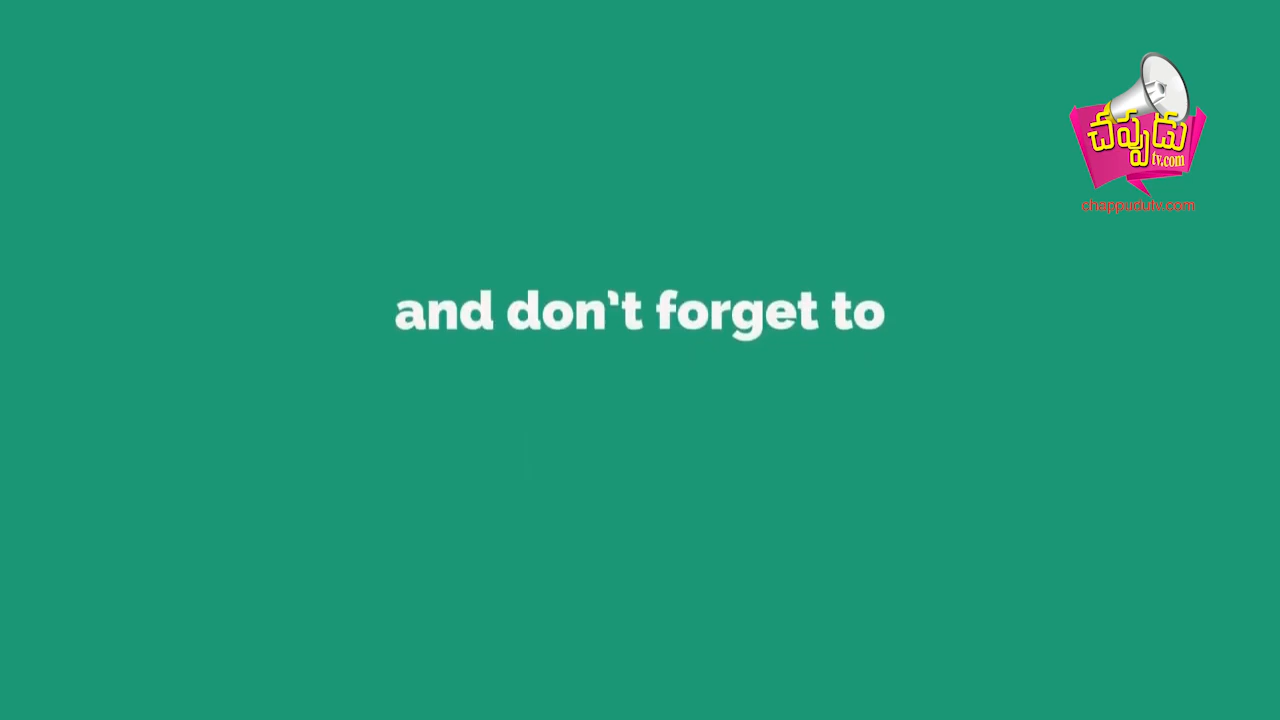 చప్పుడు
tv.com
chappudutv.com
and don't forget to